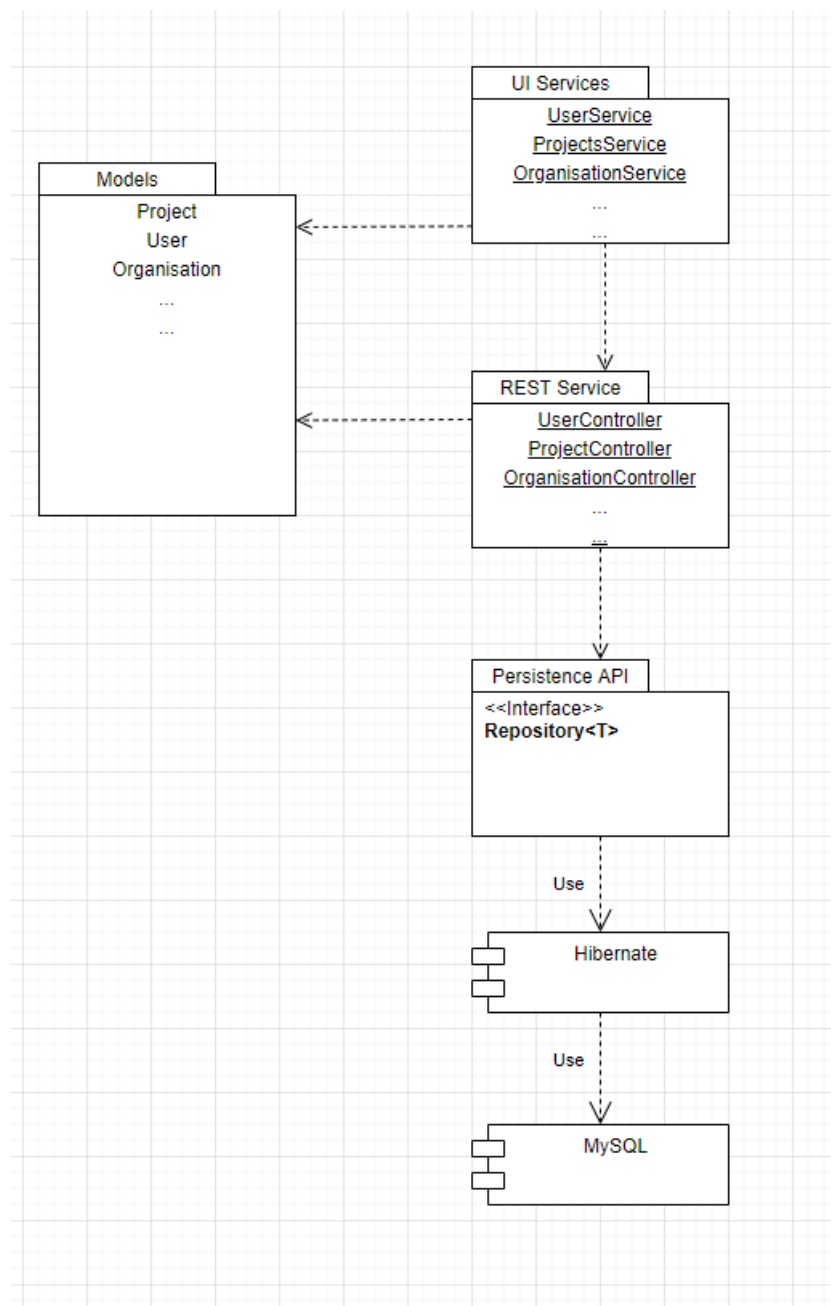 UI Services
UserService
ProjectsService
OrganisationService
...
...
Models
Project
User
Organisation
...
...
REST Service
UserController
ProjectController
OrganisationController
...
...
Persistence API
<<Interface>>
Repository<T>
Use
Hibernate
Use
MySQL